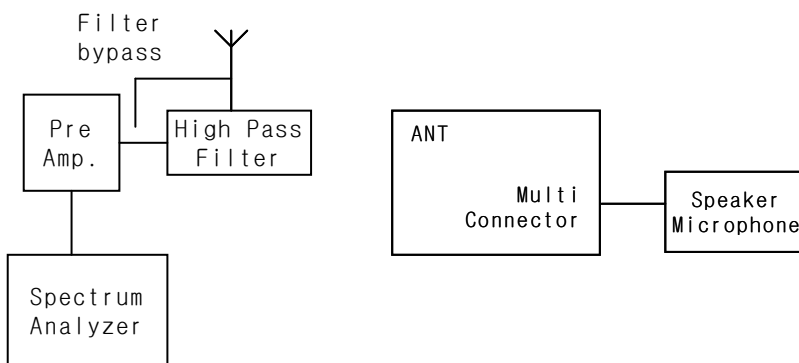 Filter
bypass
Pre
Amp.
High Pass
Filter
Spectrum
Analyzer
ANT
Multi
Connector
Speaker
Microphone